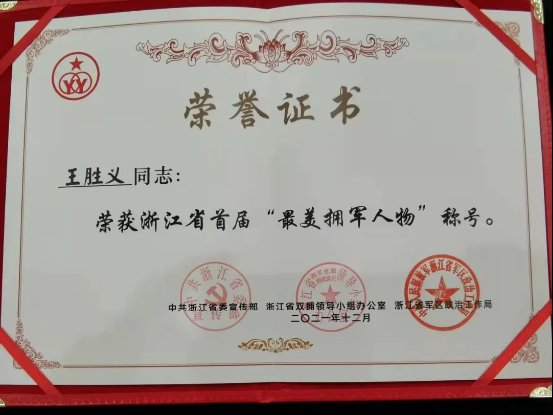 荣誉证书
王胜义同志：
荣获浙江省首届“最美拥军人物”称号。
中共浙江省委宣传部 浙江省双拥领导小组办公室 浙江省军区政治工作局
二〇二一年十二月